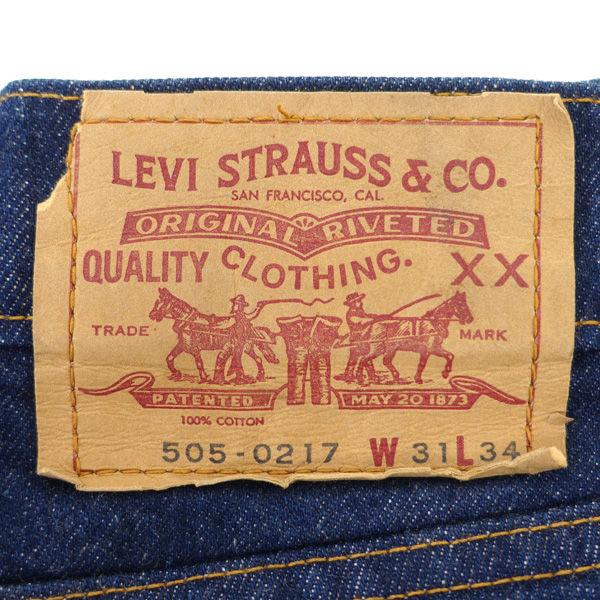 LEVI STRAUSS & CO.
SAN FRANCISCO, CAL.
ORIGINAL RIVETED
QUALITY CLOTHING. XX
TRADE MARK
PATENTED MAY 20 1873
100% COTTON
505-0217 W 31 L 34